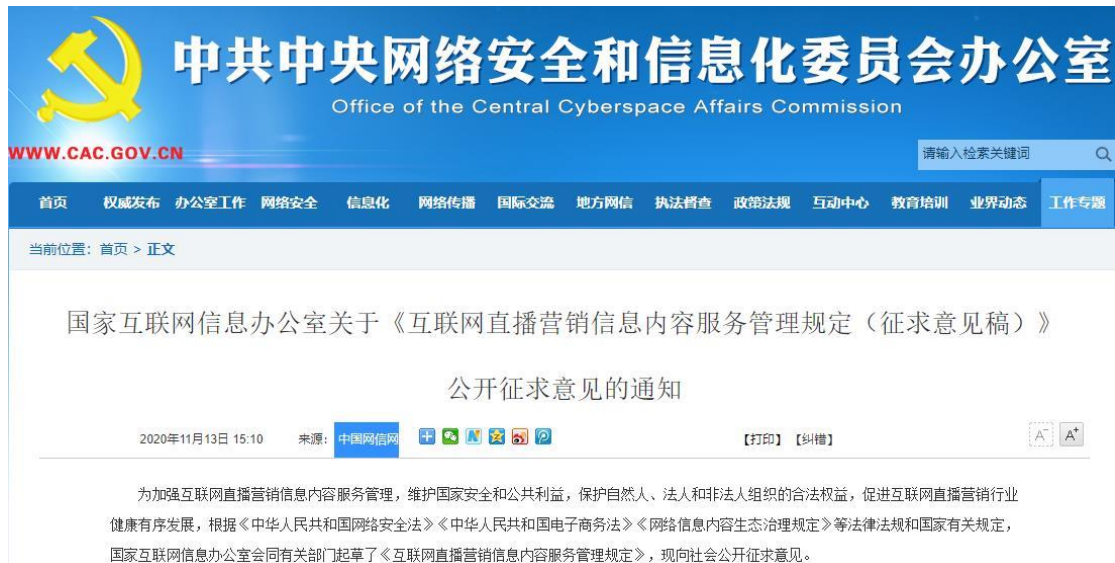 中共中央网络安全和信息化委员会办公室
Office of the Central Cyberspace Affairs Commission
WWW.CAC.GOV.CN
请输入检索关键词
首页 权威发布 办公室工作 网络安全 信息化 网络传播 国际交流 地方网信 执法督查 政策法规 互动中心 教育培训 业界动态 工作专题
当前位置：首页 > 正文
国家互联网信息办公室关于《互联网直播营销信息内容服务管理规定（征求意见稿）》
公开征求意见的通知
2020年11月13日 15:10 来源：中国网信网 【打印】【纠错】 A- A+
为加强互联网直播营销信息内容服务管理，维护国家安全和公共利益，保护自然人、法人和非法人组织的合法权益，促进互联网直播营销行业
健康有序发展，根据《中华人民共和国网络安全法》《中华人民共和国电子商务法》《网络信息内容生态治理规定》等法律法规和国家有关规定，
国家互联网信息办公室会同有关部门起草了《互联网直播营销信息内容服务管理规定》，现向社会公开征求意见。